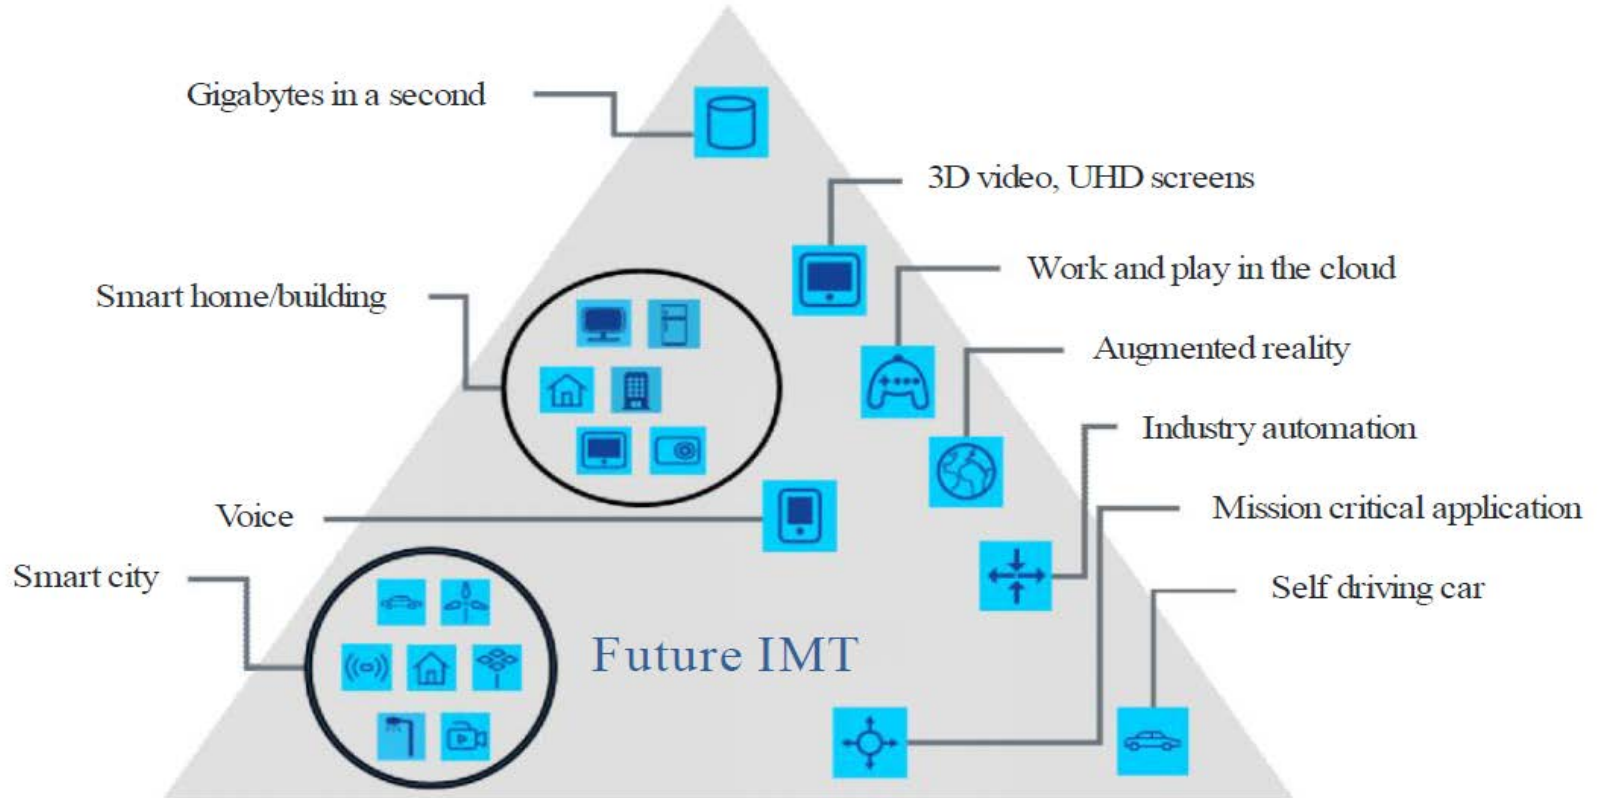 Gigabytes in a second
3D video, UHD screens
Work and play in the cloud
Smart home/building
Augmented reality
Industry automation
Voice
Mission critical application
Smart city
Self driving car
Future IMT